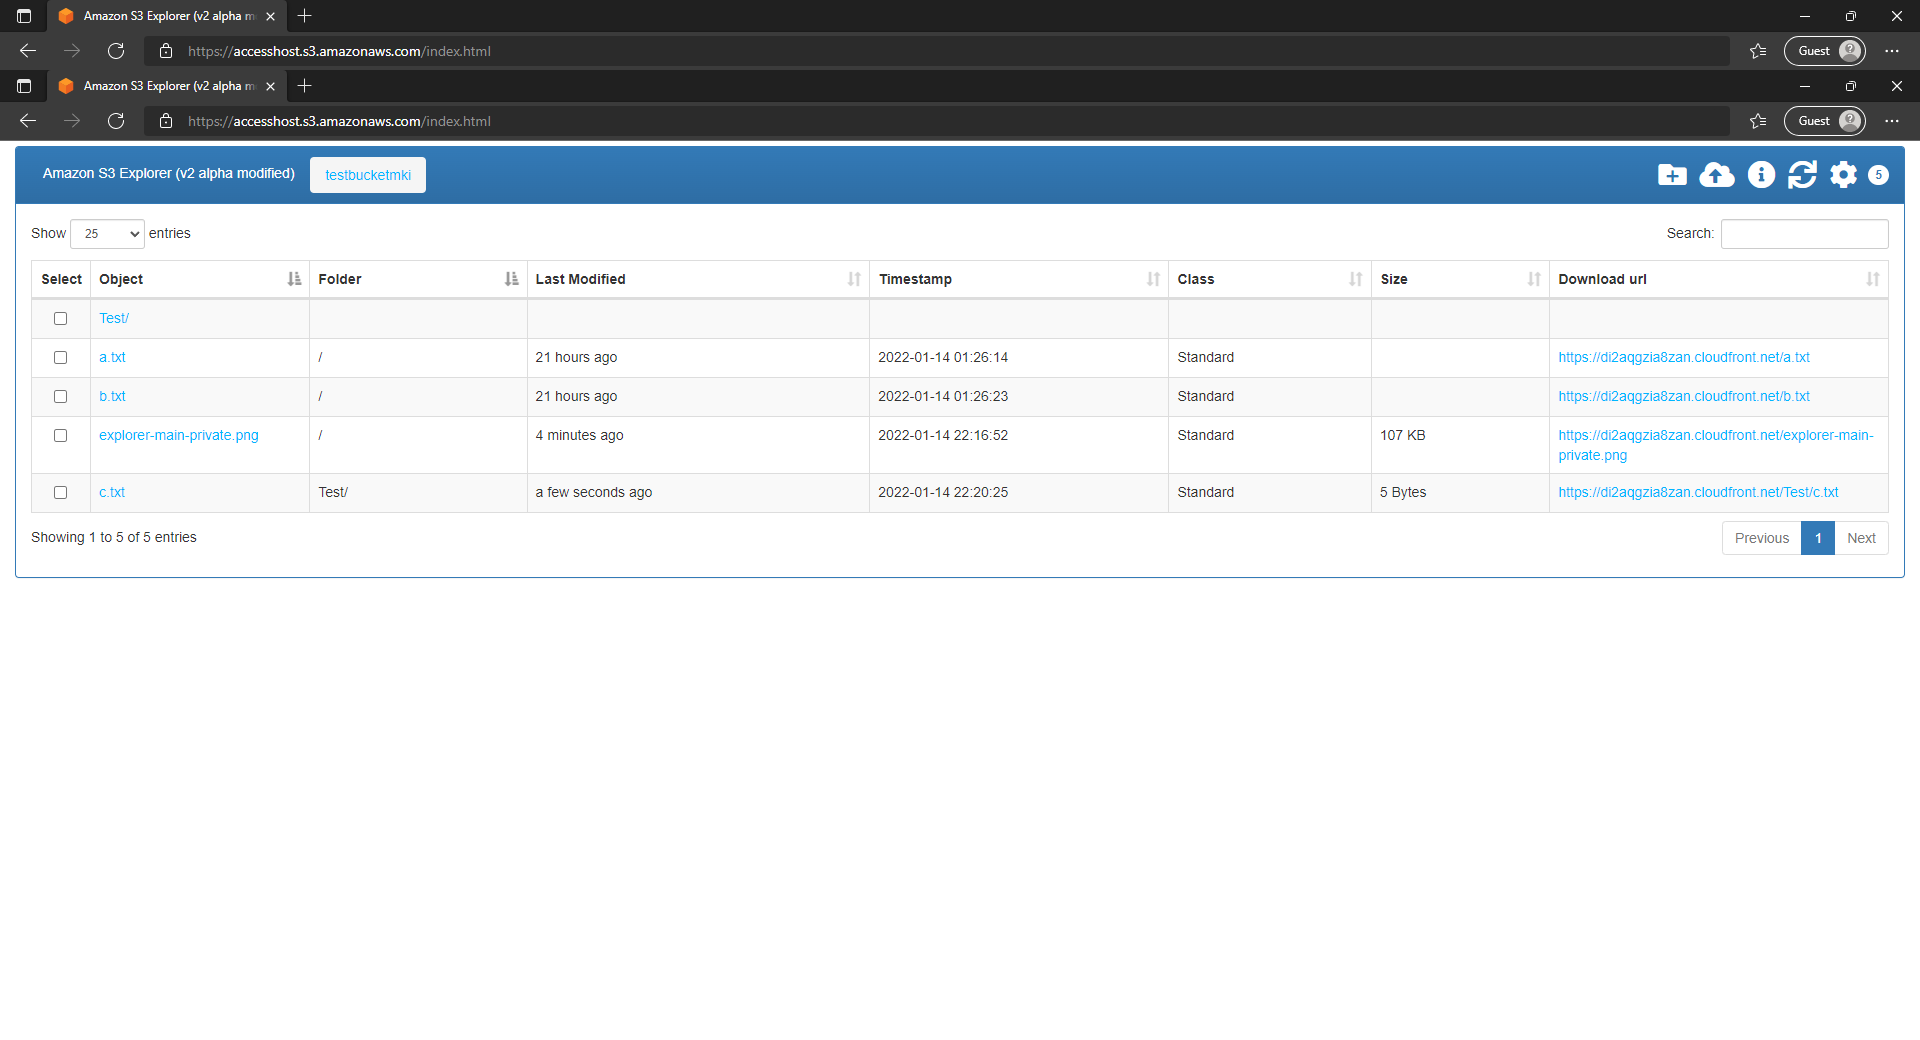 Amazon S3 Explorer (v2 alpha m
https://accesshost.s3.amazonaws.com/index.html
Guest
Amazon S3 Explorer (v2 alpha m
https://accesshost.s3.amazonaws.com/index.html
Guest
Amazon S3 Explorer (v2 alpha modified) testbucketmki 5
Show 25 entries Search:
Select Object Folder Last Modified Timestamp Class Size Download url
Test/
a.txt / 21 hours ago 2022-01-14 01:26:14 Standard https://di2aqgzia8zan.cloudfront.net/a.txt
b.txt / 21 hours ago 2022-01-14 01:26:23 Standard https://di2aqgzia8zan.cloudfront.net/b.txt
explorer-main-private.png / 4 minutes ago 2022-01-14 22:16:52 Standard 107 KB https://di2aqgzia8zan.cloudfront.net/explorer-main-
private.png
c.txt Test/ a few seconds ago 2022-01-14 22:20:25 Standard 5 Bytes https://di2aqgzia8zan.cloudfront.net/Test/c.txt
Showing 1 to 5 of 5 entries Previous 1 Next